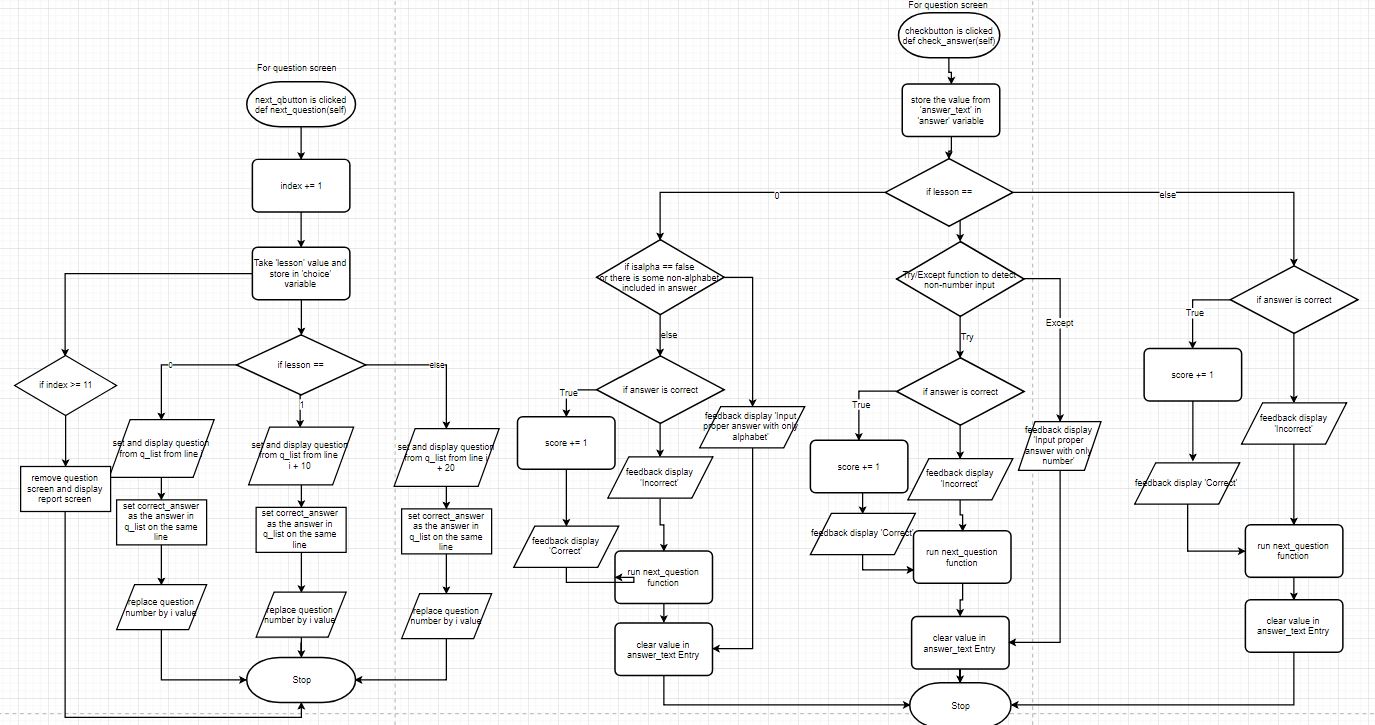 For question screen
next_qbutton is clicked
def next_question(self)
index += 1
Take 'lesson' value and
store in 'choice'
variable
if index >= 11
remove question
screen and display
report screen
if lesson ==
0
1
else
set and display question
from q_list from line i
set correct_answer
as the answer in
q_list on the same
line
replace question
number by i value
set and display question
from q_list from line
i + 10
set correct_answer
as the answer in
q_list on the same
line
replace question
number by i value
set and display question
from q_list from line i
+ 20
set correct_answer
as the answer in
q_list on the same
line
replace question
number by i value
Stop
For question screen
checkbutton is clicked
def check_answer(self)
store the value from
'answer_text' in
'answer' variable
if lesson ==
0
else
if isalpha == false
or there is some non-alphabet
included in answer
else
if answer is correct
True
score += 1
feedback display
'Correct'
feedback display
'Incorrect'
feedback display 'Input
proper answer with only
alphabet'
run next_question
function
clear value in
answer_text Entry
Try/Except function to detect
non-number input
Try
Except
if answer is correct
True
score += 1
feedback display 'Correct'
feedback display
'Incorrect'
feedback display
'Input proper
answer with only
number'
run next_question
function
clear value in
answer_text Entry
Stop
if answer is correct
True
score += 1
feedback display 'Correct'
feedback display
'Incorrect'
run next_question
function
clear value in
answer_text Entry